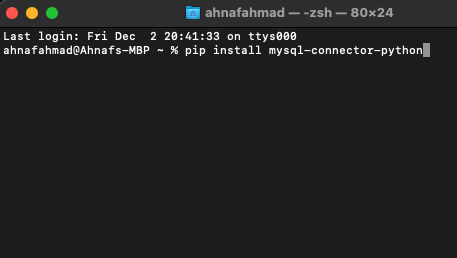 ahnafahmad — -zsh — 80×24
Last login: Fri Dec  2 20:41:33 on ttys000
ahnafahmad@Ahnafs-MBP ~ % pip install mysql-connector-python